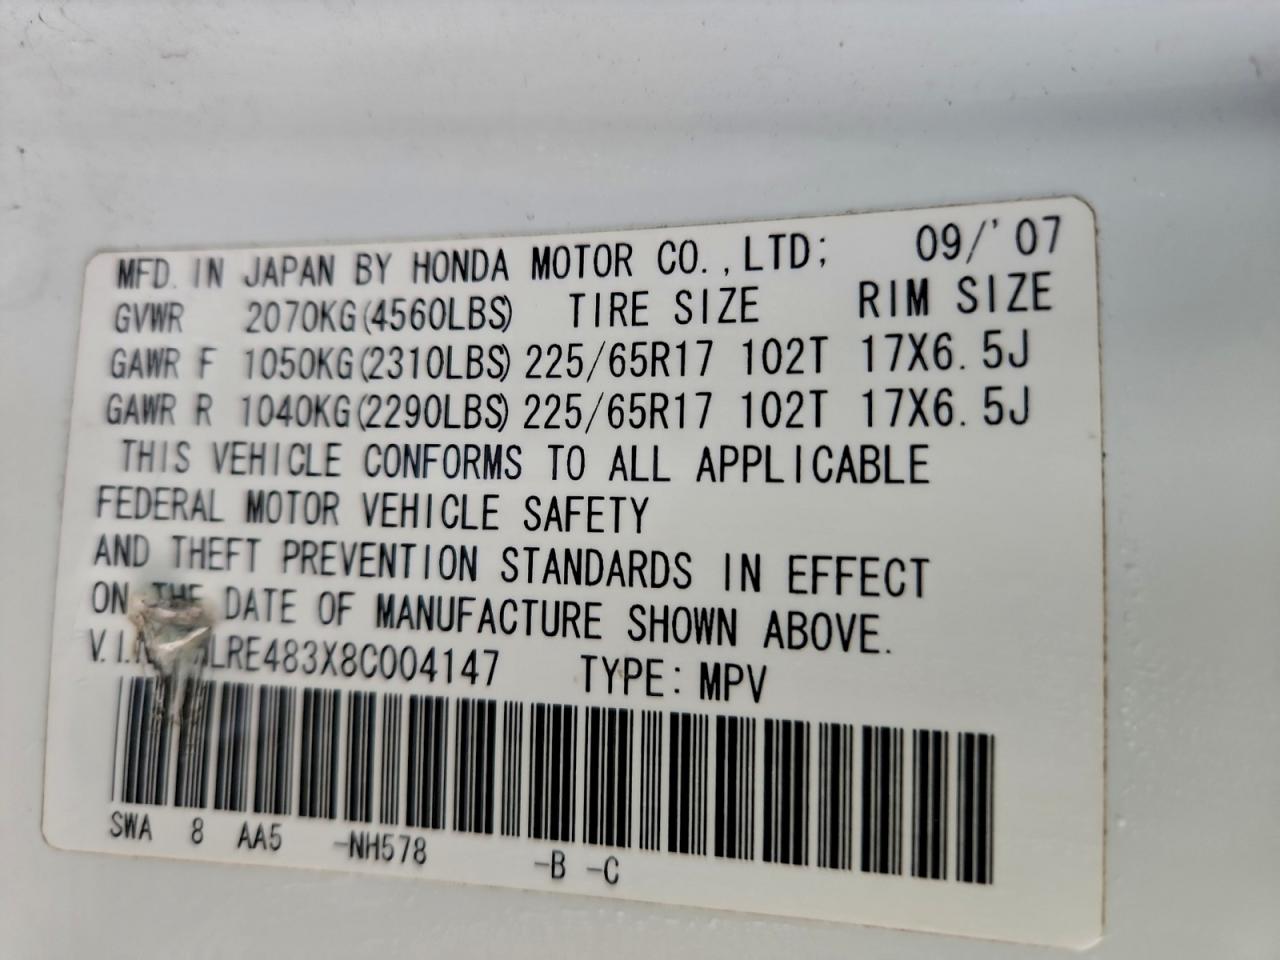 MFD. IN JAPAN BY HONDA MOTOR CO.,LTD; 09/'07
GVWR 2070KG(4560LBS) TIRE SIZE RIM SIZE
GAWR F 1050KG(2310LBS) 225/65R17 102T 17X6.5J
GAWR R 1040KG(2290LBS) 225/65R17 102T 17X6.5J
THIS VEHICLE CONFORMS TO ALL APPLICABLE
FEDERAL MOTOR VEHICLE SAFETY
AND THEFT PREVENTION STANDARDS IN EFFECT
ON THE DATE OF MANUFACTURE SHOWN ABOVE.
TYPE: MPV
SWA 8 AA5 -NH578 -B -C